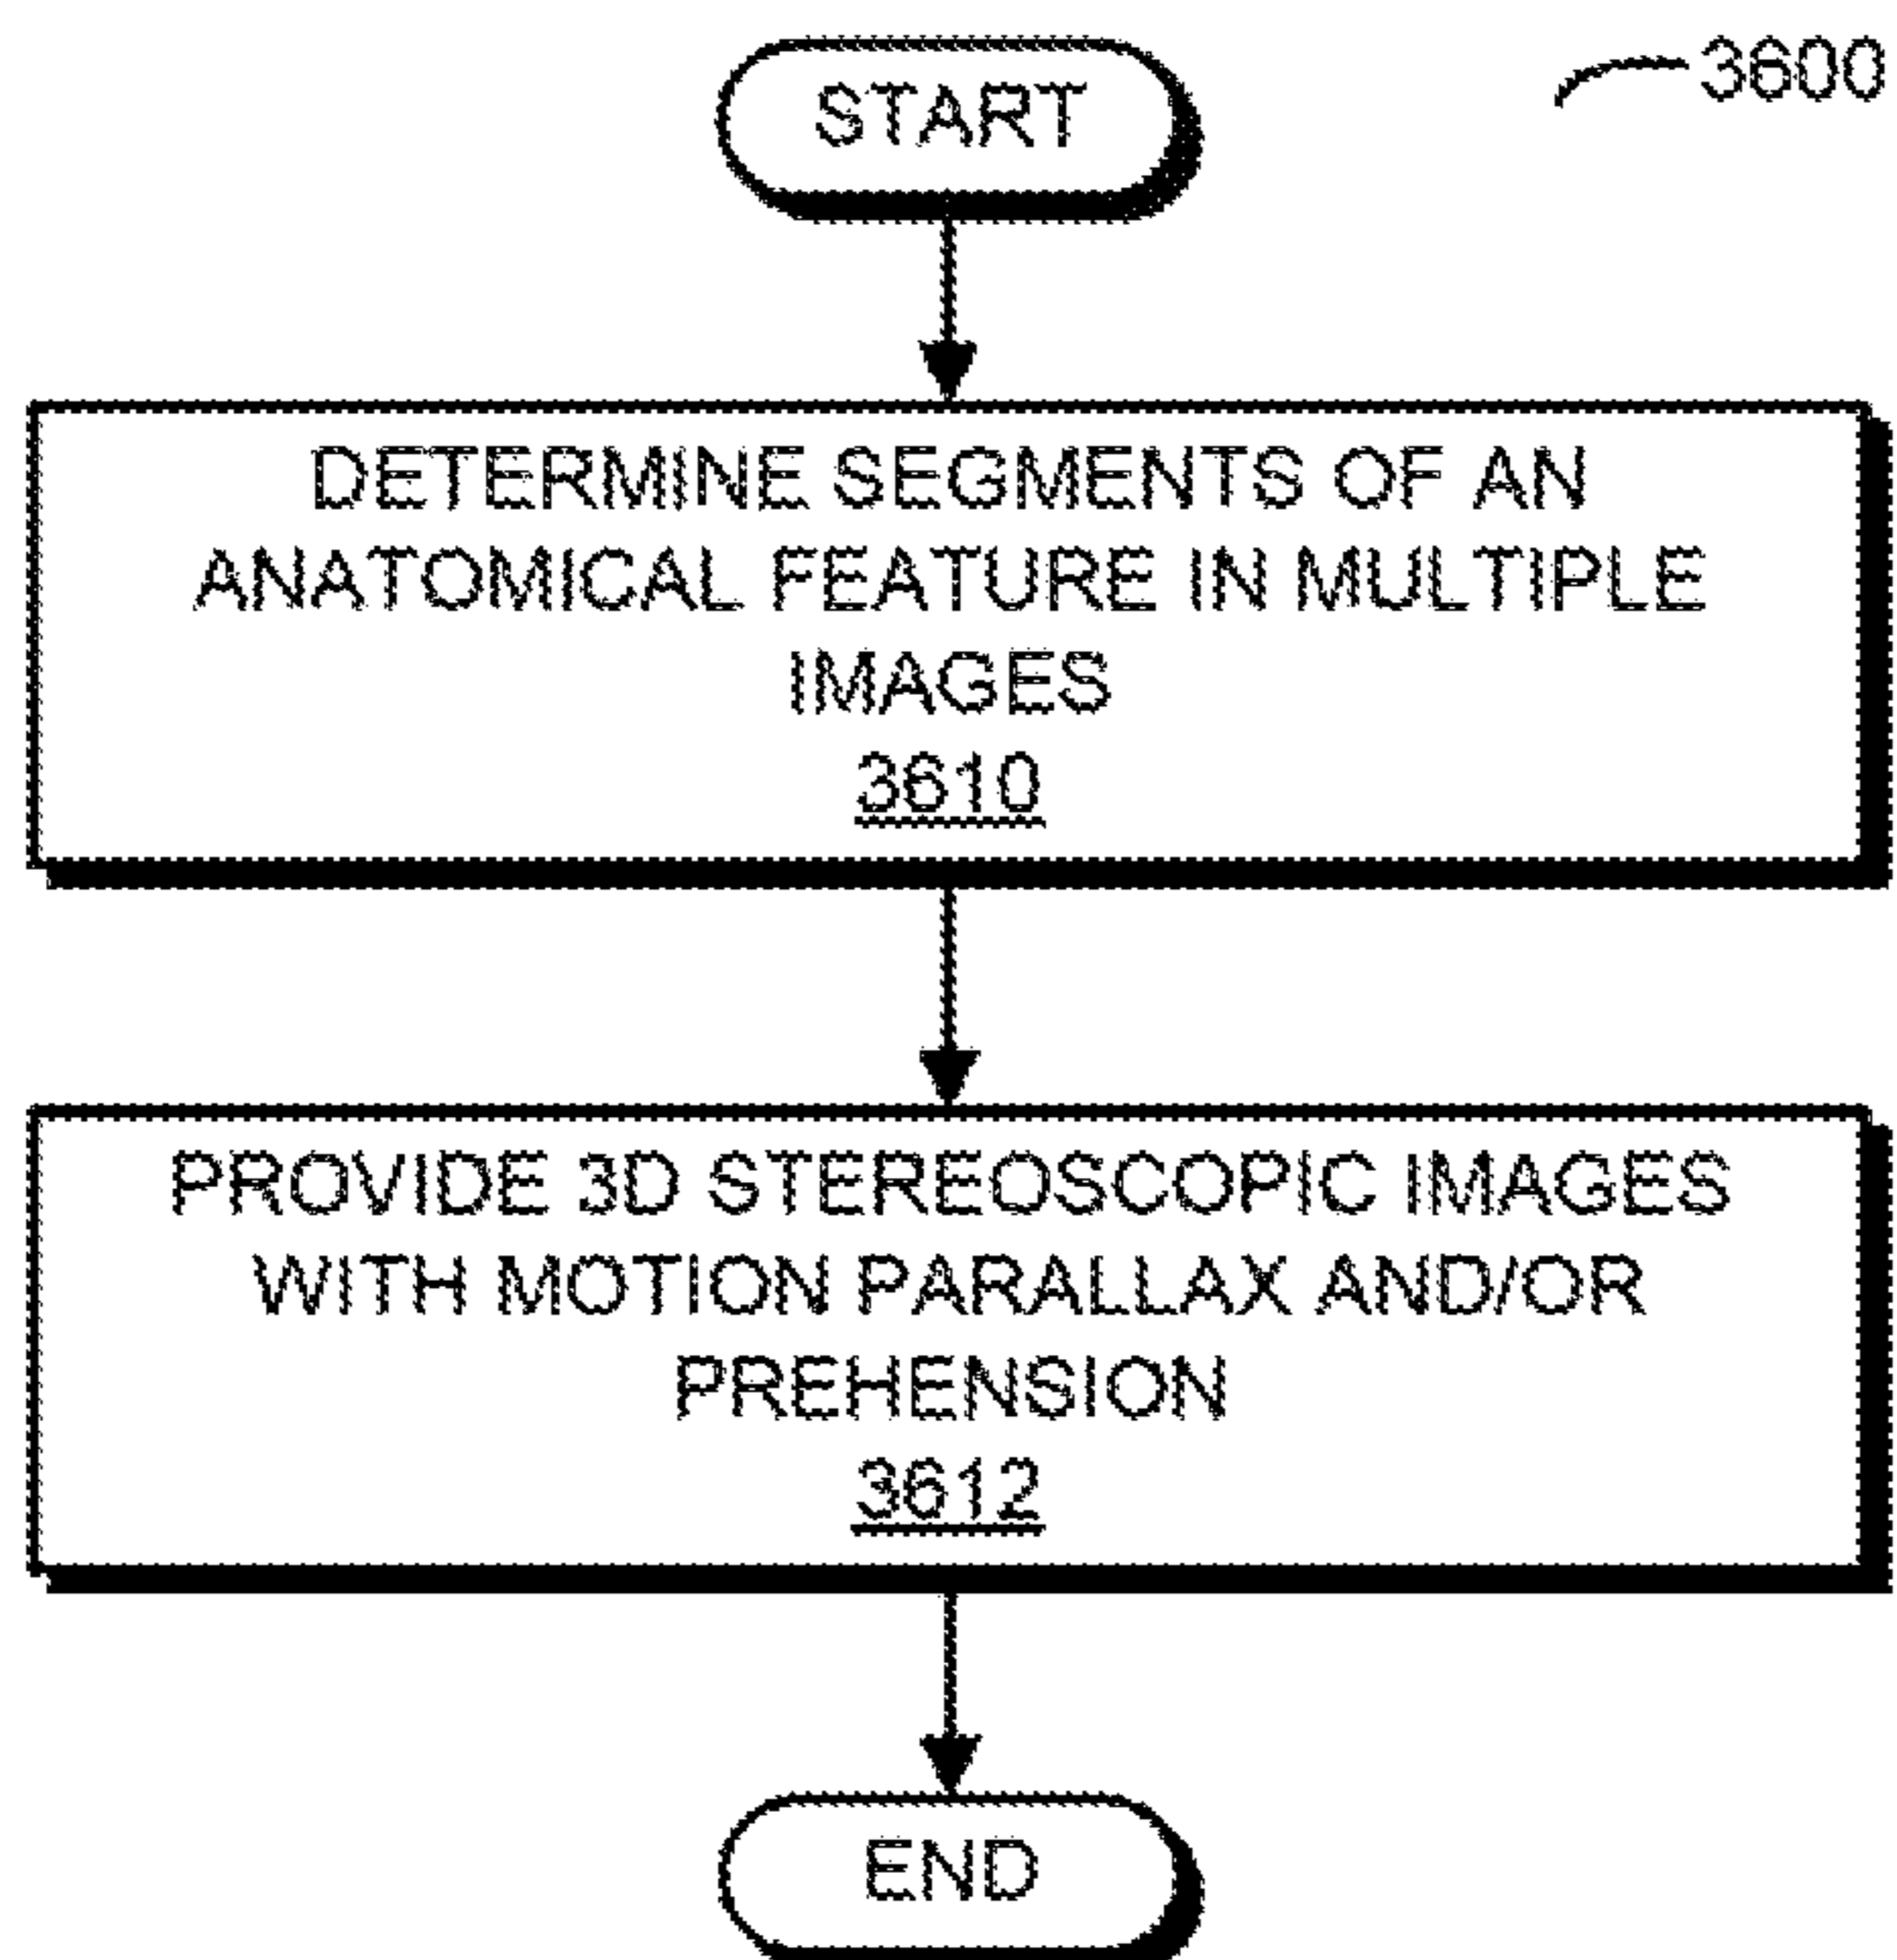 START
3600
DETERMINE SEGMENTS OF AN
ANATOMICAL FEATURE IN MULTIPLE
IMAGES
3610
PROVIDE 3D STEREOSCOPIC IMAGES
WITH MOTION PARALLAX AND/OR
PREHENSION
3612
END